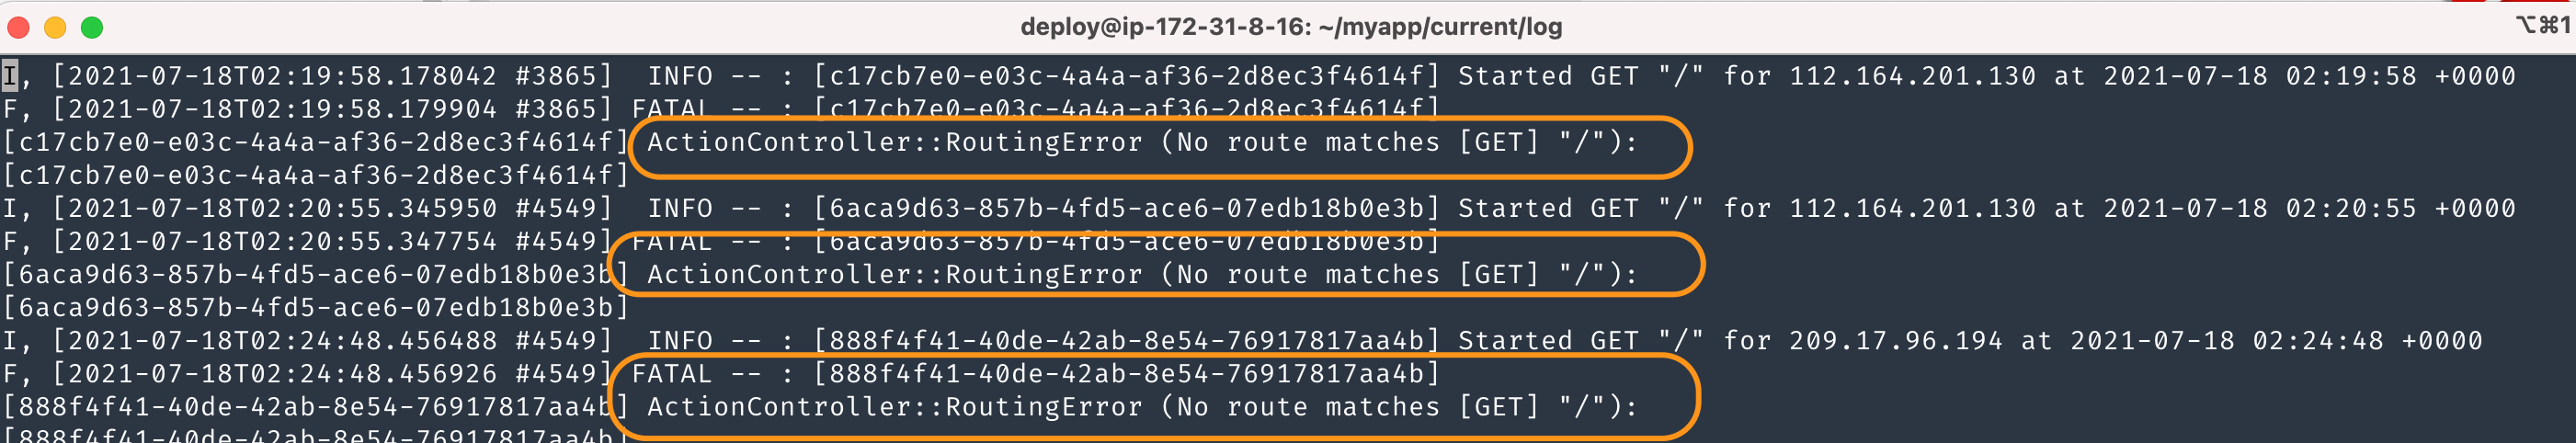 deploy@ip-172-31-8-16: ~/myapp/current/log ⌥⌘1
I, [2021-07-18T02:19:58.178042 #3865]  INFO -- : [c17cb7e0-e03c-4a4a-af36-2d8ec3f4614f] Started GET "/" for 112.164.201.130 at 2021-07-18 02:19:58 +0000
F, [2021-07-18T02:19:58.179904 #3865] FATAL -- : [c17cb7e0-e03c-4a4a-af36-2d8ec3f4614f]
[c17cb7e0-e03c-4a4a-af36-2d8ec3f4614f] ActionController::RoutingError (No route matches [GET] "/"):
[c17cb7e0-e03c-4a4a-af36-2d8ec3f4614f]
I, [2021-07-18T02:20:55.345950 #4549]  INFO -- : [6aca9d63-857b-4fd5-ace6-07edb18b0e3b] Started GET "/" for 112.164.201.130 at 2021-07-18 02:20:55 +0000
F, [2021-07-18T02:20:55.347754 #4549] FATAL -- : [6aca9d63-857b-4fd5-ace6-07edb18b0e3b]
[6aca9d63-857b-4fd5-ace6-07edb18b0e3b] ActionController::RoutingError (No route matches [GET] "/"):
[6aca9d63-857b-4fd5-ace6-07edb18b0e3b]
I, [2021-07-18T02:24:48.456488 #4549]  INFO -- : [888f4f41-40de-42ab-8e54-76917817aa4b] Started GET "/" for 209.17.96.194 at 2021-07-18 02:24:48 +0000
F, [2021-07-18T02:24:48.456926 #4549] FATAL -- : [888f4f41-40de-42ab-8e54-76917817aa4b]
[888f4f41-40de-42ab-8e54-76917817aa4b] ActionController::RoutingError (No route matches [GET] "/"):
[888f4f41-40de-42ab-8e54-76917817aa4b]